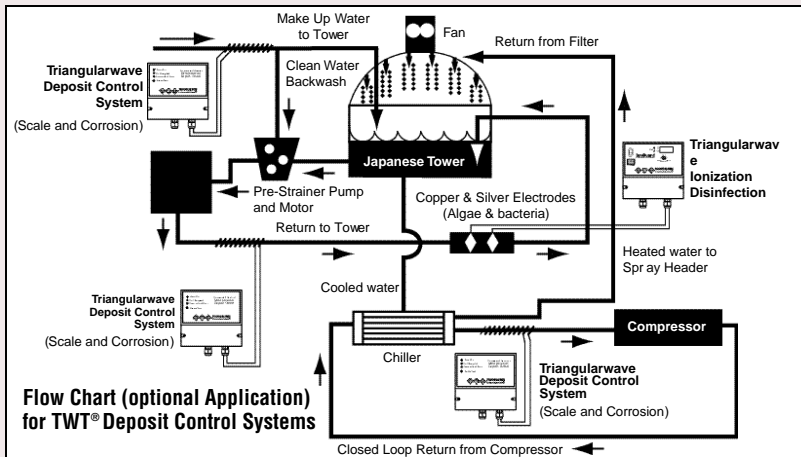 Make Up Water
to Tower
Fan
Return from Filter
Triangularwave
Deposit Control
System
(Scale and Corrosion)
Clean Water
Backwash
Japanese Tower
Triangularwav
e
Ionization
Disinfection
Pre-Strainer Pump
and Motor
Copper & Silver Electrodes
(Algae & bacteria)
Return to Tower
Heated water to
Spr ay Header
Cooled water
Triangularwave
Deposit Control
System
(Scale and Corrosion)
Chiller
Compressor
Triangularwave
Deposit Control
System
(Scale and Corrosion)
Flow Chart (optional Application)
for TWT® Deposit Control Systems
Closed Loop Return from Compressor